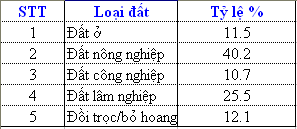 STT Loại đất Tỷ lệ %
1 Đất ở 11.5
2 Đất nông nghiệp 40.2
3 Đất công nghiệp 10.7
4 Đất lâm nghiệp 25.5
5 Đồi trọc/bỏ hoang 12.1